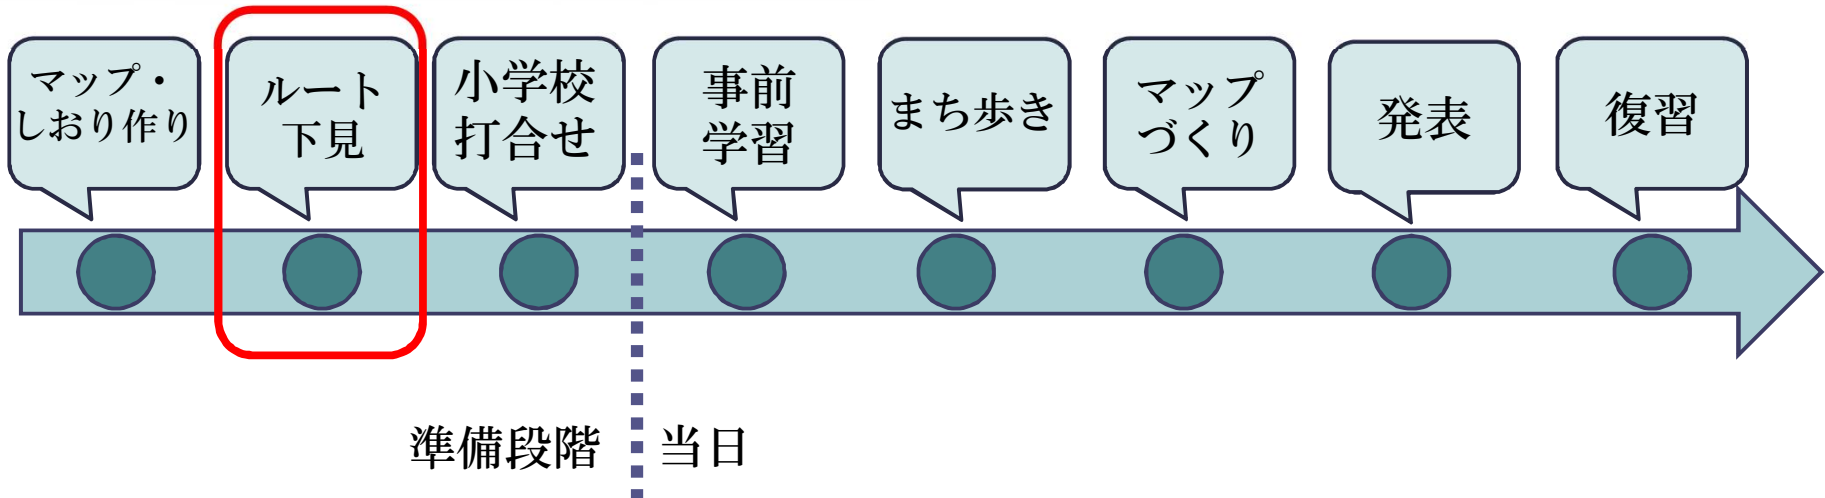 マップ・
しおり作り
ルート
下見
小学校
打合せ
事前
学習
まち歩き
マップ
づくり
発表
復習
準備段階
当日